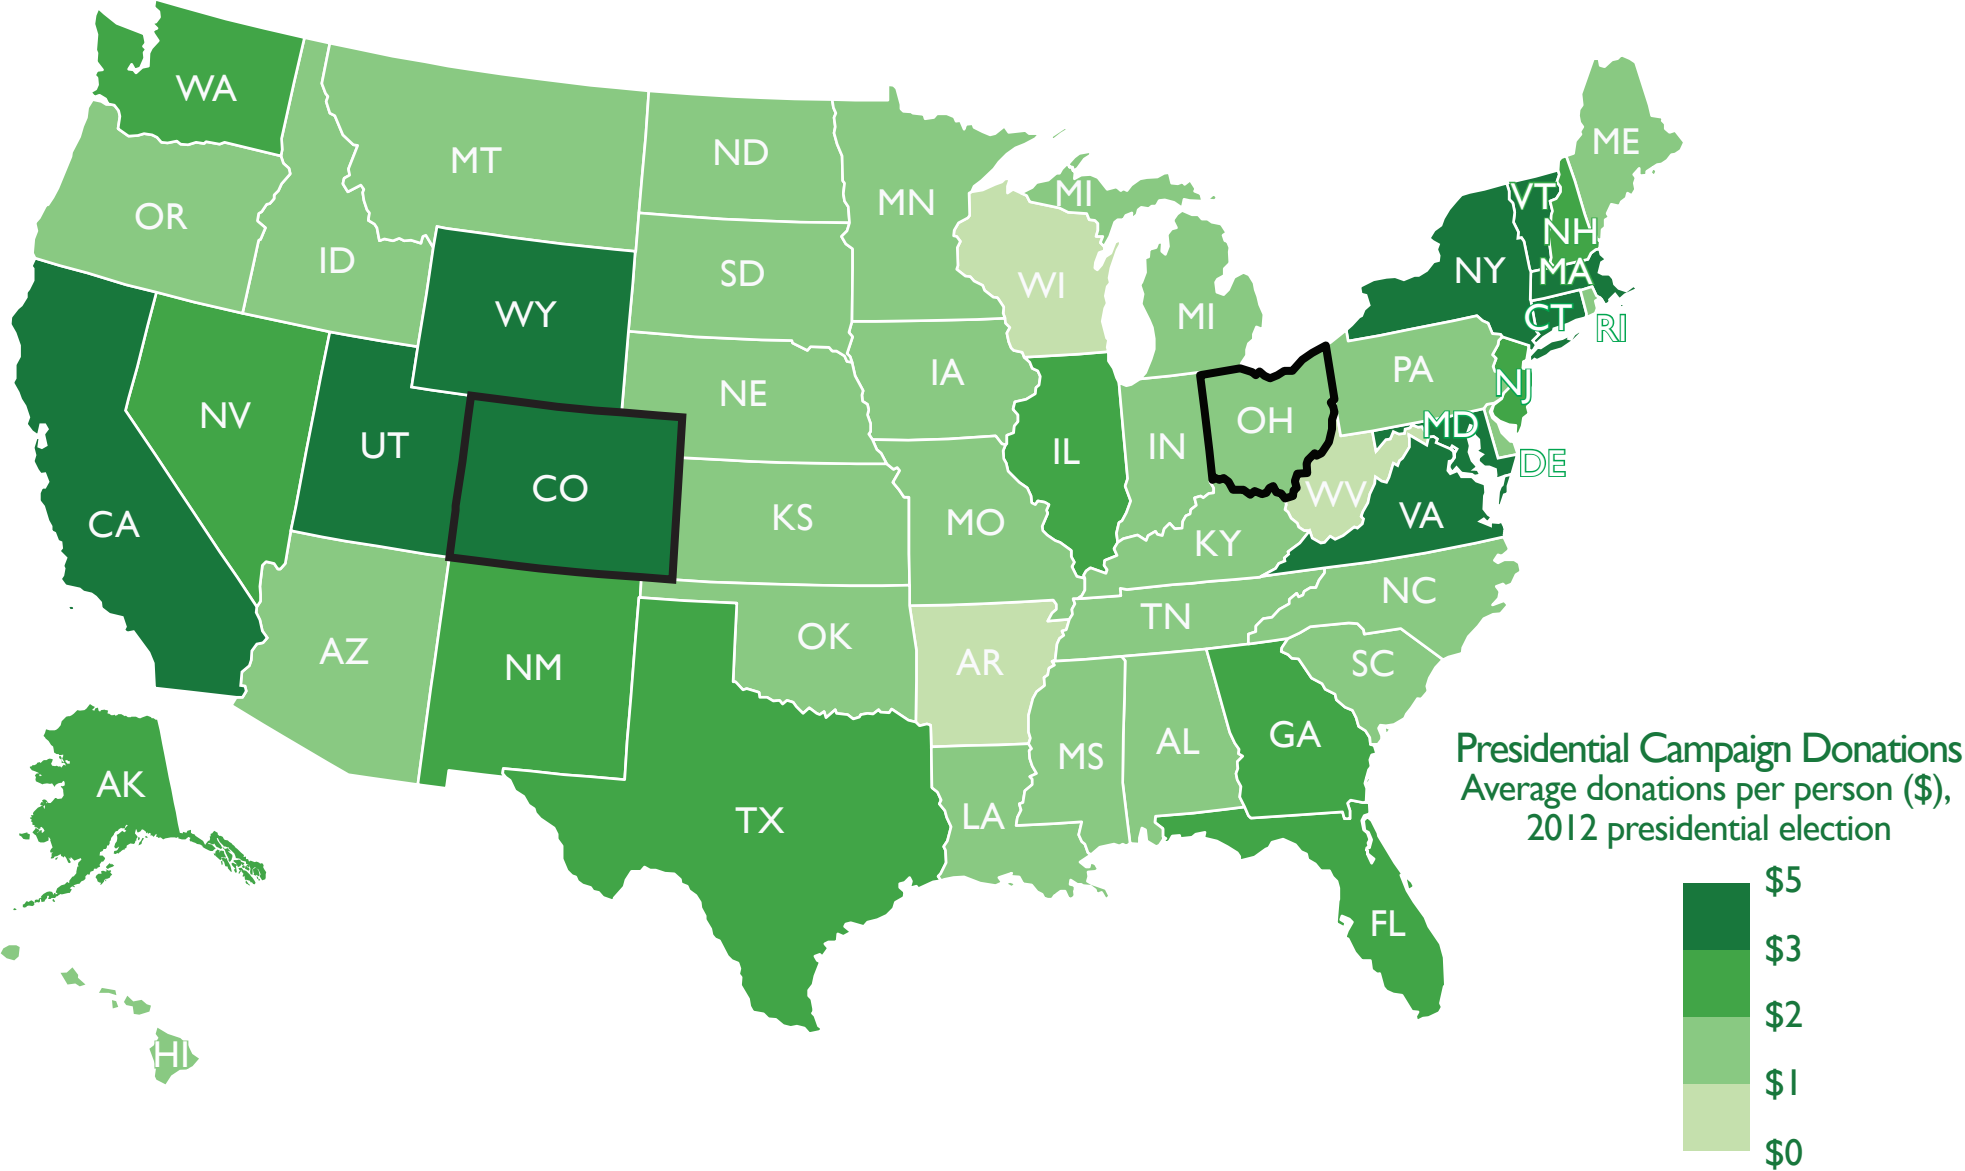 WA
MT
ND
MN
MI
ME
OR
ID
SD
WI
VT
NH
NY
MA
WY
MI
CT
RI
NV
UT
NE
IA
PA
NJ
CO
IL
IN
OH
MD
DE
CA
KS
MO
KY
WV
VA
AZ
NM
OK
AR
TN
NC
SC
AK
TX
LA
MS
AL
GA
FL
HI
Presidential Campaign Donations
Average donations per person ($),
2012 presidential election
$5
$3
$2
$1
$0